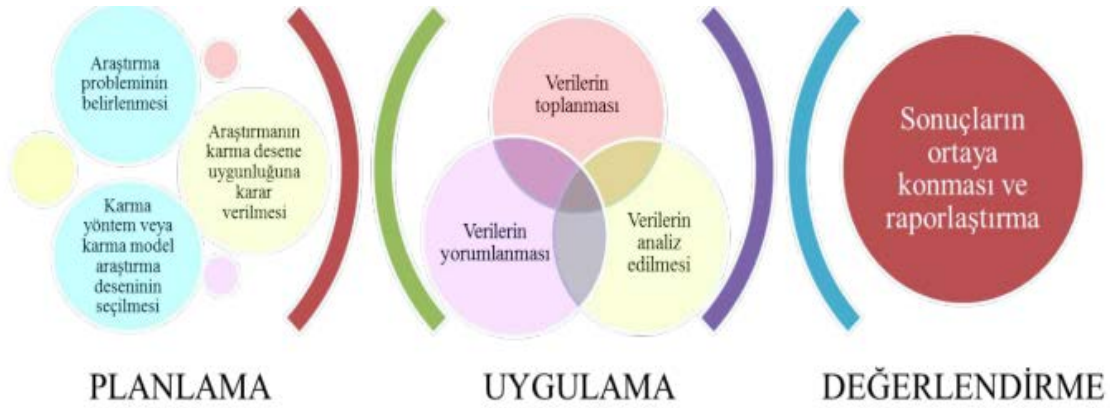 Araştırma
probleminin
belirlenmesi
Araştırmanın
karma desene
uygunluğuna
karar
verilmesi
Karma
yöntem veya
karma model
araştırma
deseninin
seçilmesi
PLANLAMA
Verilerin
toplanması
Verilerin
yorumlanması
Verilerin
analiz
edilmesi
UYGULAMA
Sonuçların
ortaya
konması ve
raporlaştırma
DEĞERLENDİRME